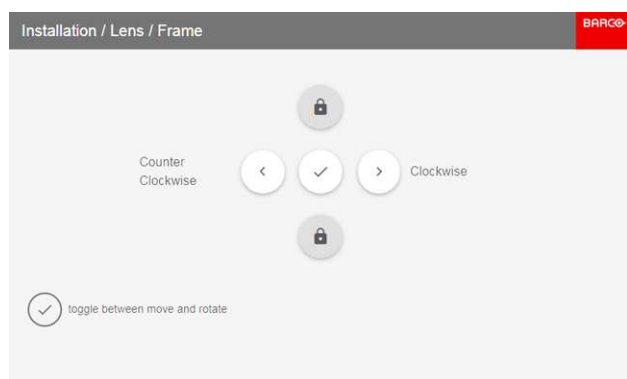 Installation / Lens / Frame
BARCO
Counter
Clockwise
Clockwise
toggle between move and rotate